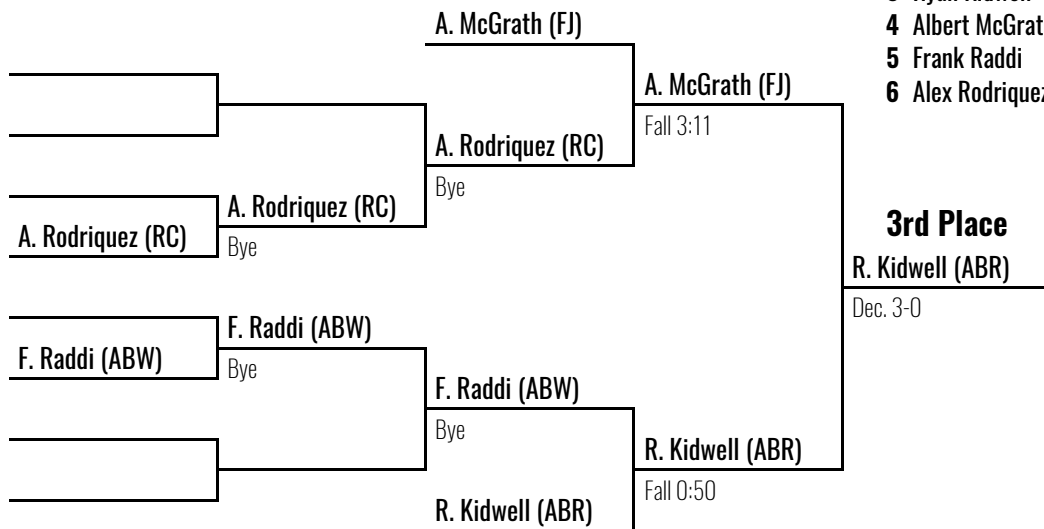 A. McGrath (FJ)
4 Albert McGrat
5 Frank Raddi
6 Alex Rodriquez
A. McGrath (FJ)
Fall 3:11
A. Rodriquez (RC)
Bye
A. Rodriquez (RC)
A. Rodriquez (RC)
Bye
3rd Place
R. Kidwell (ABR)
Dec. 3-0
F. Raddi (ABW)
F. Raddi (ABW)
Bye
F. Raddi (ABW)
Bye
R. Kidwell (ABR)
Fall 0:50
R. Kidwell (ABR)